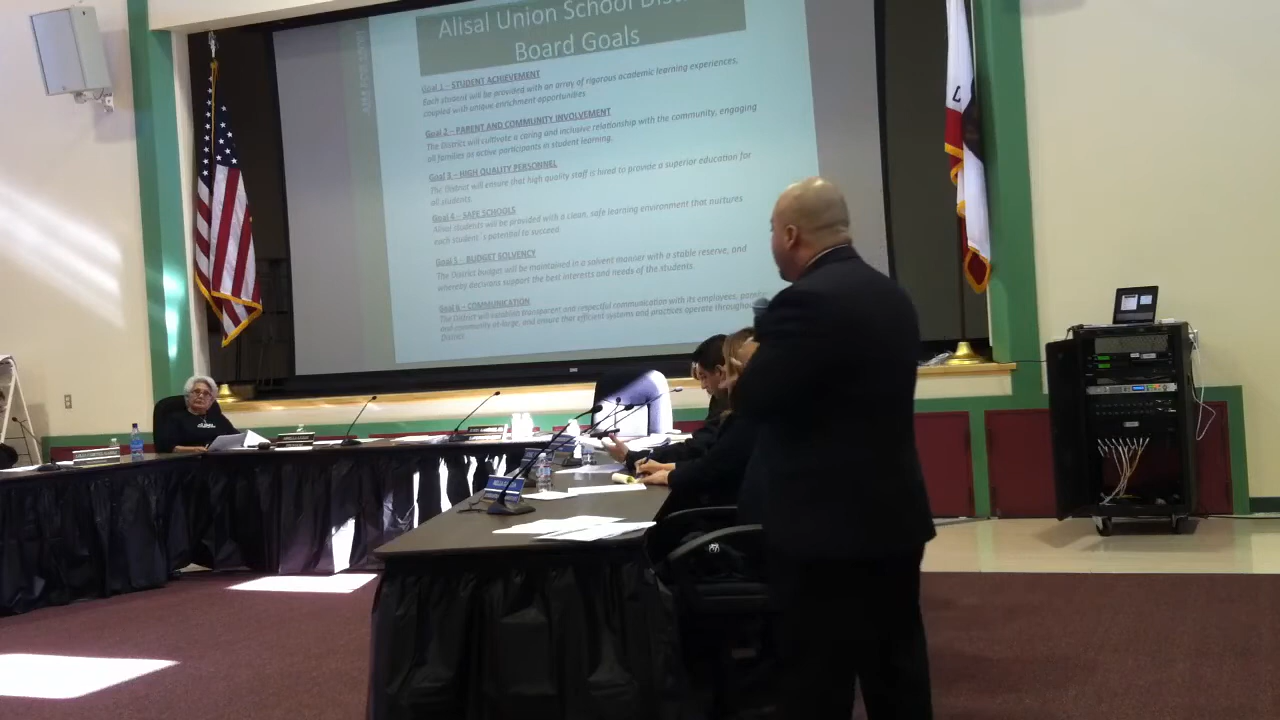 Alisal Union School
Board Goals
Goal 1 – STUDENT ACHIEVEMENT
Each student will be provided with an array of rigorous academic learning experiences,
coupled with unique enrichment opportunities
Goal 2 – PARENT AND COMMUNITY INVOLVEMENT
The District will cultivate a caring and inclusive relationship with the community, engaging
all families as active participants in student learning.
Goal 3 – HIGH QUALITY PERSONNEL
The District will ensure that high quality staff is hired to provide a superior education for
all students.
Goal 4 – SAFE SCHOOLS
Alisal students will be provided with a clean, safe learning environment that nurtures
each student´s potential to succeed.
Goal 5 - BUDGET SOLVENCY
The District budget will be maintained in a solvent manner with a stable reserve, and
whereby decisions support the best interests and needs of the students.
Goal 6 – COMMUNICATION
The District will establish transparent and respectful communication with its employees,
and community-at-large, and ensure that efficient systems and practices operate
District